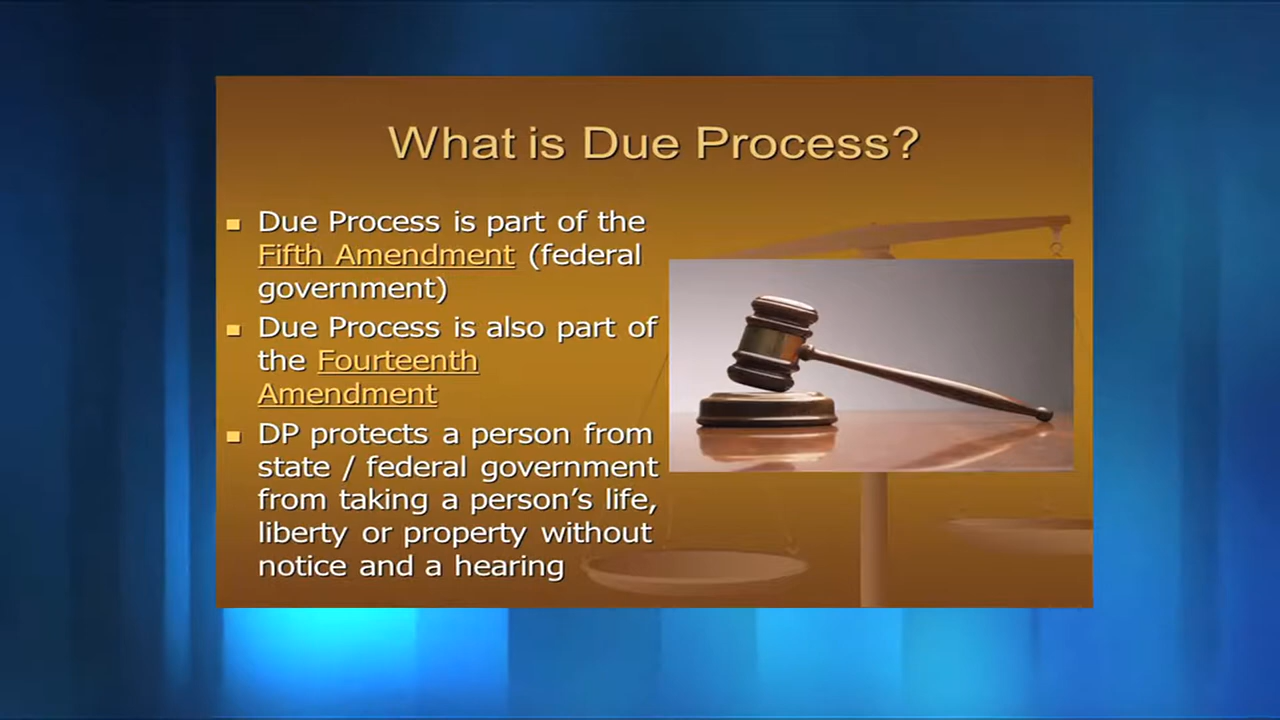 What is Due Process?
Due Process is part of the
Fifth Amendment (federal
government)
Due Process is also part of
the Fourteenth
Amendment
DP protects a person from
state / federal government
from taking a person’s life,
liberty or property without
notice and a hearing